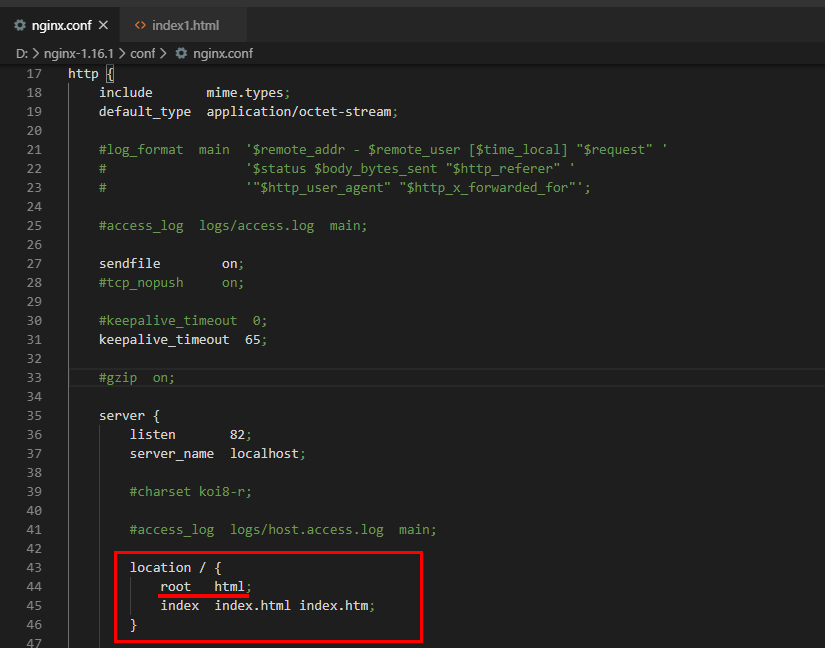 nginx.conf index1.html
D: > nginx-1.16.1 > conf > nginx.conf
17 http {
18     include       mime.types;
19     default_type  application/octet-stream;
20
21     #log_format  main  '$remote_addr - $remote_user [$time_local] "$request" '
22     #                  '$status $body_bytes_sent "$http_referer" '
23     #                  '"$http_user_agent" "$http_x_forwarded_for"';
24
25     #access_log  logs/access.log  main;
26
27     sendfile        on;
28     #tcp_nopush     on;
29
30     #keepalive_timeout  0;
31     keepalive_timeout  65;
32
33     #gzip  on;
34
35     server {
36         listen       82;
37         server_name  localhost;
38
39         #charset koi8-r;
40
41         #access_log  logs/host.access.log  main;
42
43         location / {
44             root   html;
45             index  index.html index.htm;
46         }
47